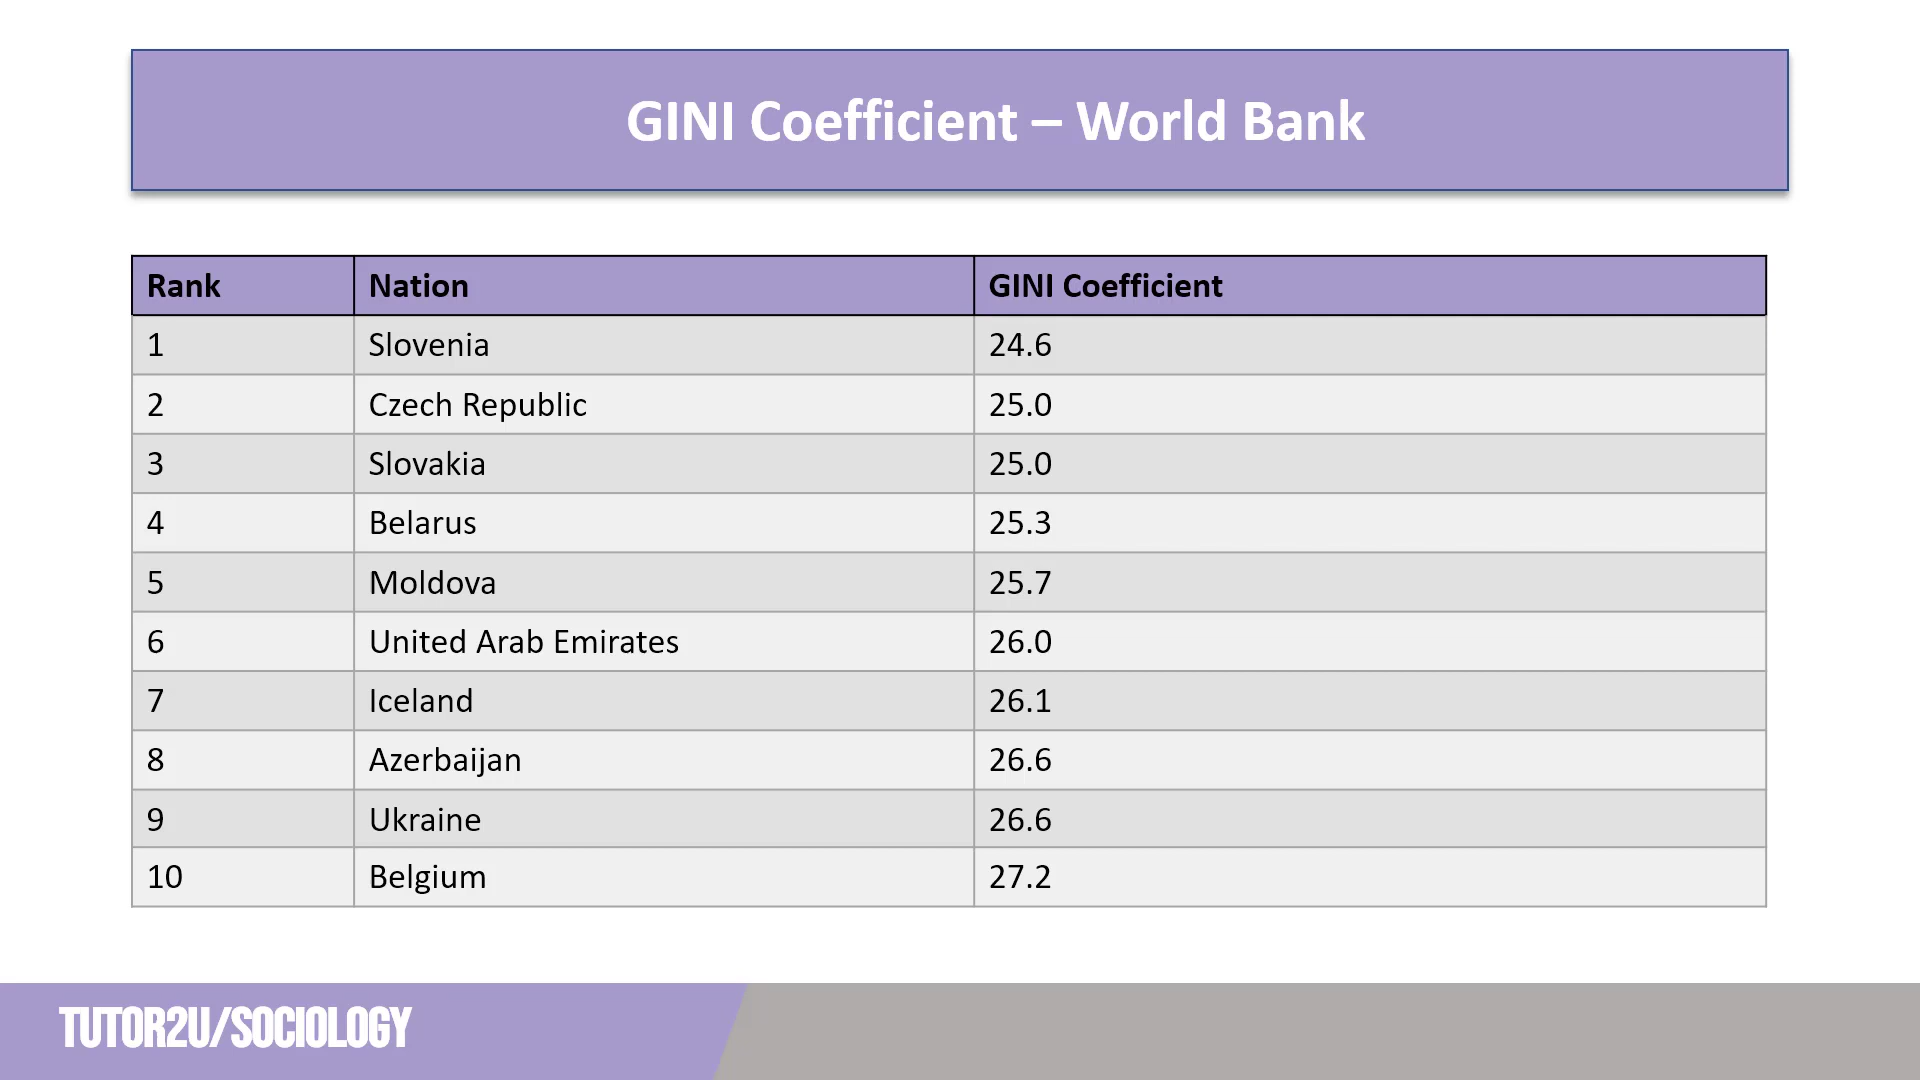 GINI Coefficient – World Bank
Rank Nation GINI Coefficient
1 Slovenia 24.6
2 Czech Republic 25.0
3 Slovakia 25.0
4 Belarus 25.3
5 Moldova 25.7
6 United Arab Emirates 26.0
7 Iceland 26.1
8 Azerbaijan 26.6
9 Ukraine 26.6
10 Belgium 27.2
TUTOR2U/SOCIOLOGY